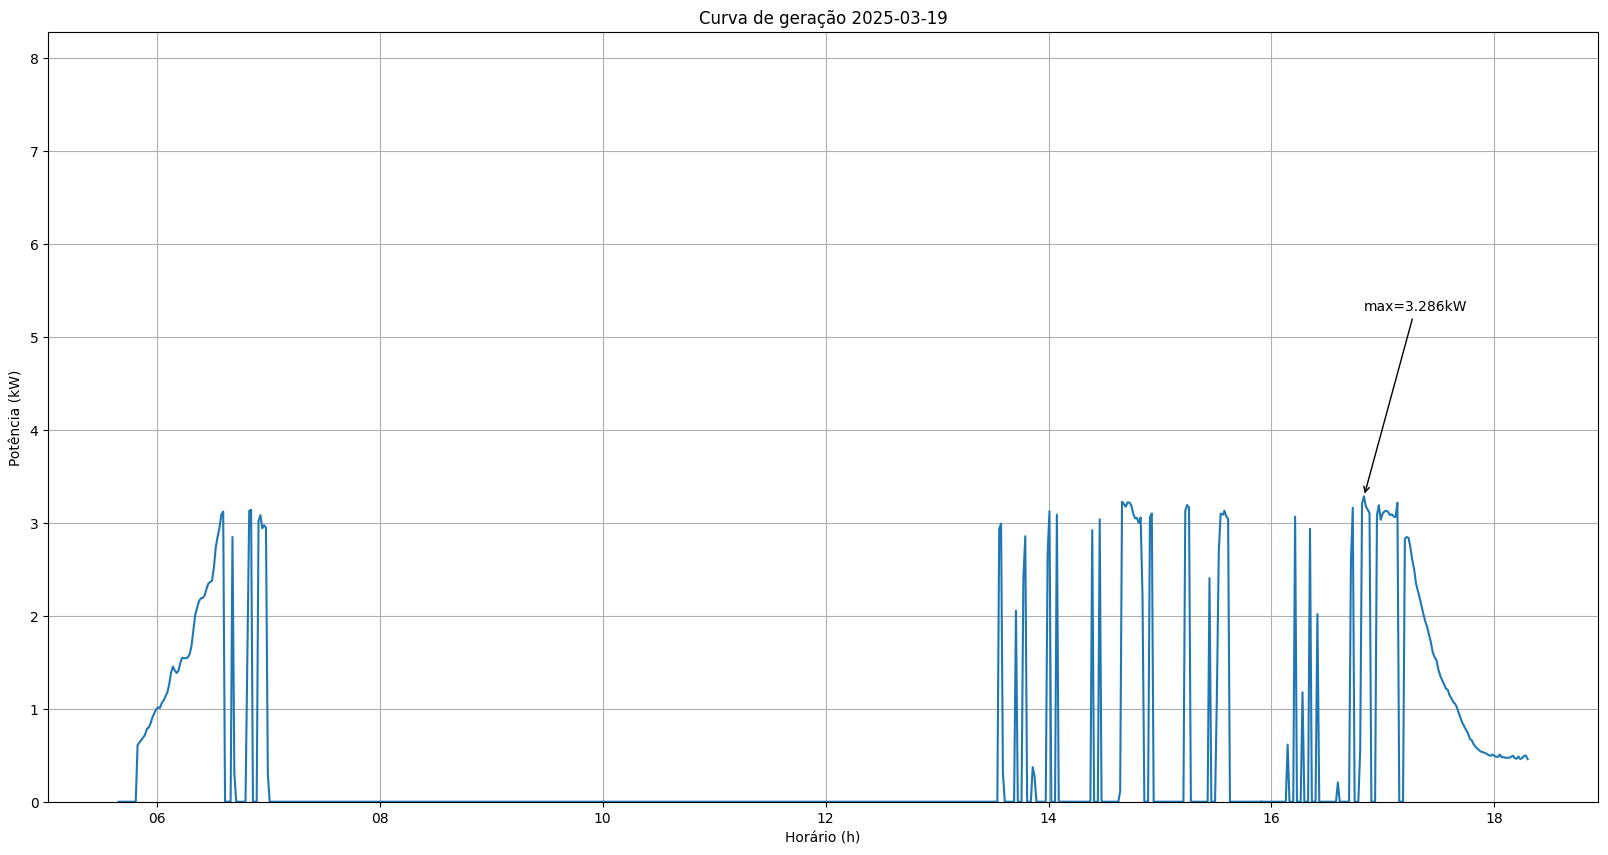 Curva de geração 2025-03-19
8
7
6
5
4
3
2
1
0
Potência (kW)
max=3.286kW
06 08 10 12 14 16 18
Horário (h)